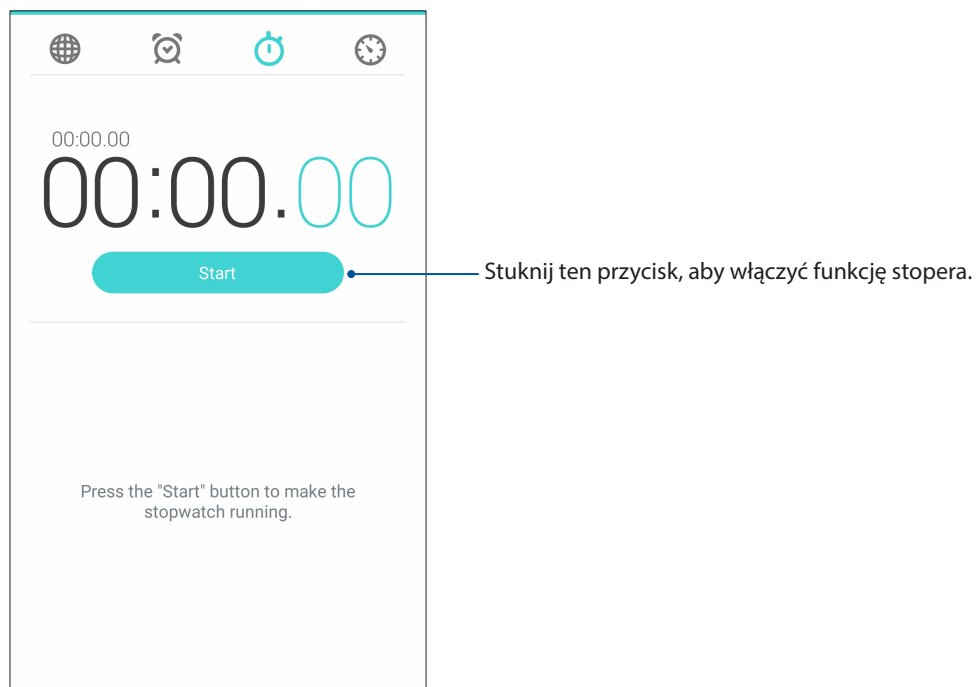 00:00.00
00:00.00
Start
Stuknij ten przycisk, aby włączyć funkcję stopera.
Press the "Start" button to make the
stopwatch running.